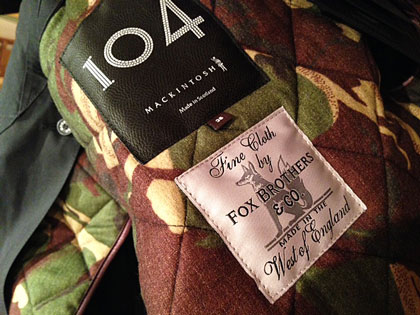 104
MACKINTOSH
Made in Scotland
Fine Cloth
by
FOX BROTHERS
& CO.
MADE IN THE
West of England